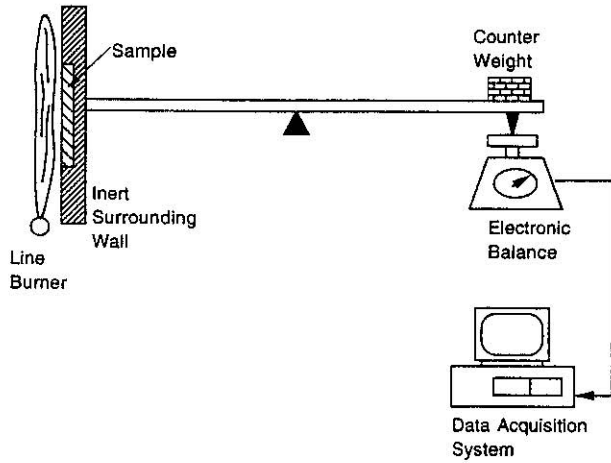 Sample
Counter
Weight
Inert
Surrounding
Wall
Line
Burner
Electronic
Balance
Data Acquisition
System